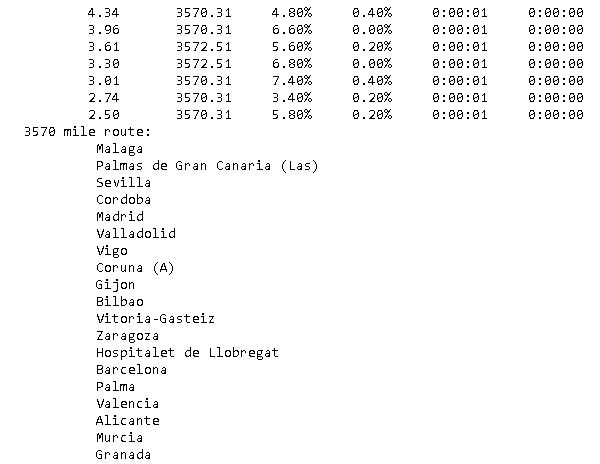 4.34 3570.31 4.80% 0.40% 0:00:01 0:00:00
3.96 3570.31 6.60% 0.00% 0:00:01 0:00:00
3.61 3572.51 5.60% 0.20% 0:00:01 0:00:00
3.30 3572.51 6.80% 0.00% 0:00:01 0:00:00
3.01 3570.31 7.40% 0.40% 0:00:01 0:00:00
2.74 3570.31 3.40% 0.20% 0:00:01 0:00:00
2.50 3570.31 5.80% 0.20% 0:00:01 0:00:00
3570 mile route:
Malaga
Palmas de Gran Canaria (Las)
Sevilla
Cordoba
Madrid
Valladolid
Vigo
Coruna (A)
Gijon
Bilbao
Vitoria-Gasteiz
Zaragoza
Hospitalet de Llobregat
Barcelona
Palma
Valencia
Alicante
Murcia
Granada